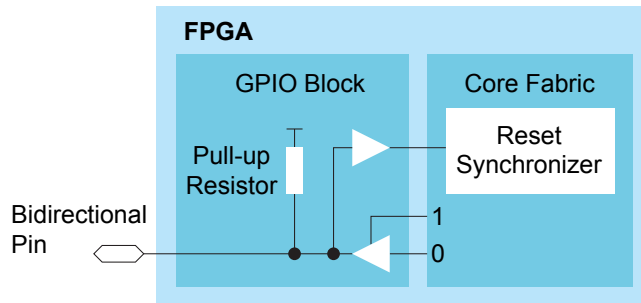 FPGA
GPIO Block
Core Fabric
Pull-up
Resistor
Reset
Synchronizer
Bidirectional
Pin
1
0